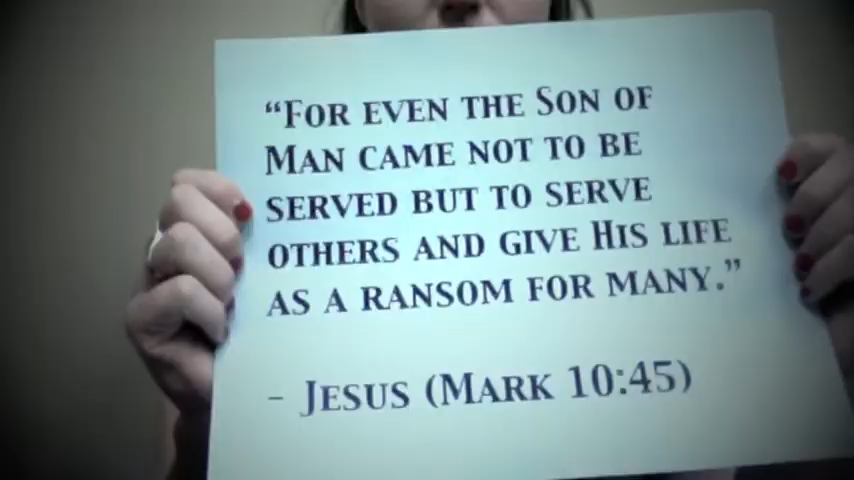 “For even the Son of
Man came not to be
served but to serve
others and give His life
as a ransom for many.”
- Jesus (Mark 10:45)